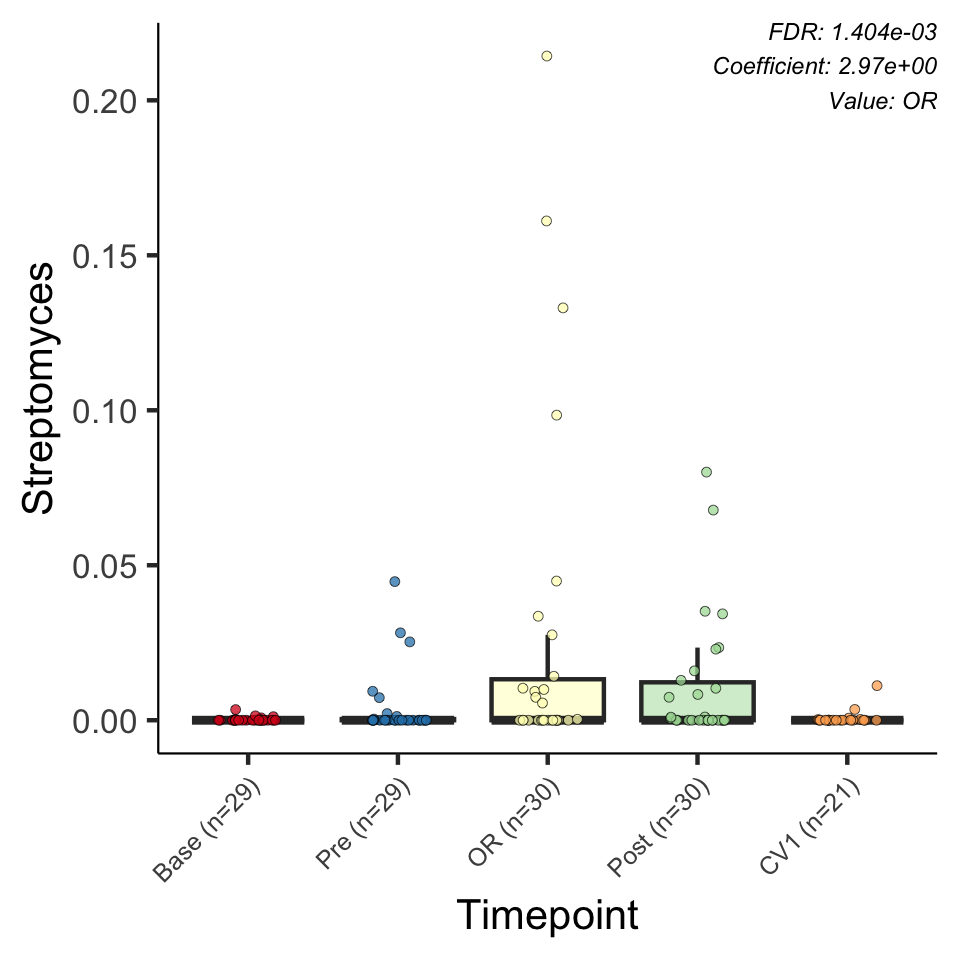 FDR: 1.404e-03
Coefficient: 2.97e+00
Value: OR
Streptomyces
0.20
0.15
0.10
0.05
0.00
Base (n=29)
Pre (n=29)
OR (n=30)
Post (n=30)
CV1 (n=21)
Timepoint